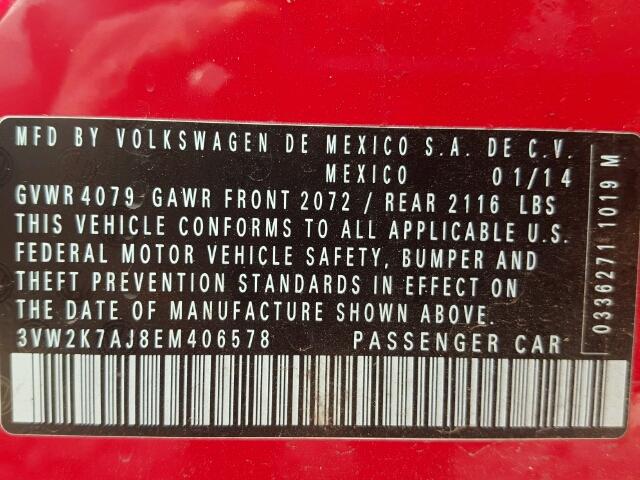 MFD BY VOLKSWAGEN DE MEXICO S.A. DE C.V.
MEXICO 01/14
GVWR 4079 GAWR FRONT 2072 / REAR 2116 LBS
THIS VEHICLE CONFORMS TO ALL APPLICABLE U.S.
FEDERAL MOTOR VEHICLE SAFETY, BUMPER AND
THEFT PREVENTION STANDARDS IN EFFECT ON
THE DATE OF MANUFACTURE SHOWN ABOVE.
3VW2K7AJ8EM406578 PASSENGER CAR
0336271 1019 M